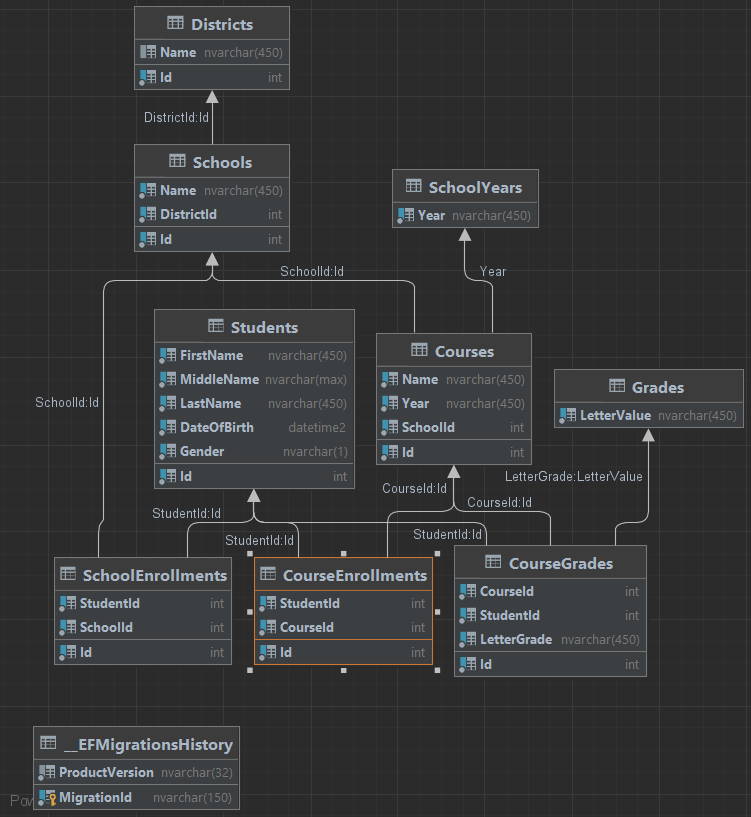 Districts
Name nvarchar(450)
Id int
DistrictId:Id
Schools
Name nvarchar(450)
DistrictId int
Id int
SchoolYears
Year nvarchar(450)
SchoolId:Id
Year
Students
FirstName nvarchar(450)
MiddleName nvarchar(max)
LastName nvarchar(450)
DateOfBirth datetime2
Gender nvarchar(1)
Id int
Courses
Name nvarchar(450)
Year nvarchar(450)
SchoolId int
Id int
Grades
LetterValue nvarchar(450)
SchoolId:Id
LetterGrade:LetterValue
CourseId:Id
CourseId:Id
StudentId:Id
StudentId:Id
StudentId:Id
SchoolEnrollments
StudentId int
SchoolId int
Id int
CourseEnrollments
StudentId int
CourseId int
Id int
CourseGrades
CourseId int
StudentId int
LetterGrade nvarchar(450)
Id int
__EFMigrationsHistory
ProductVersion nvarchar(32)
MigrationId nvarchar(150)